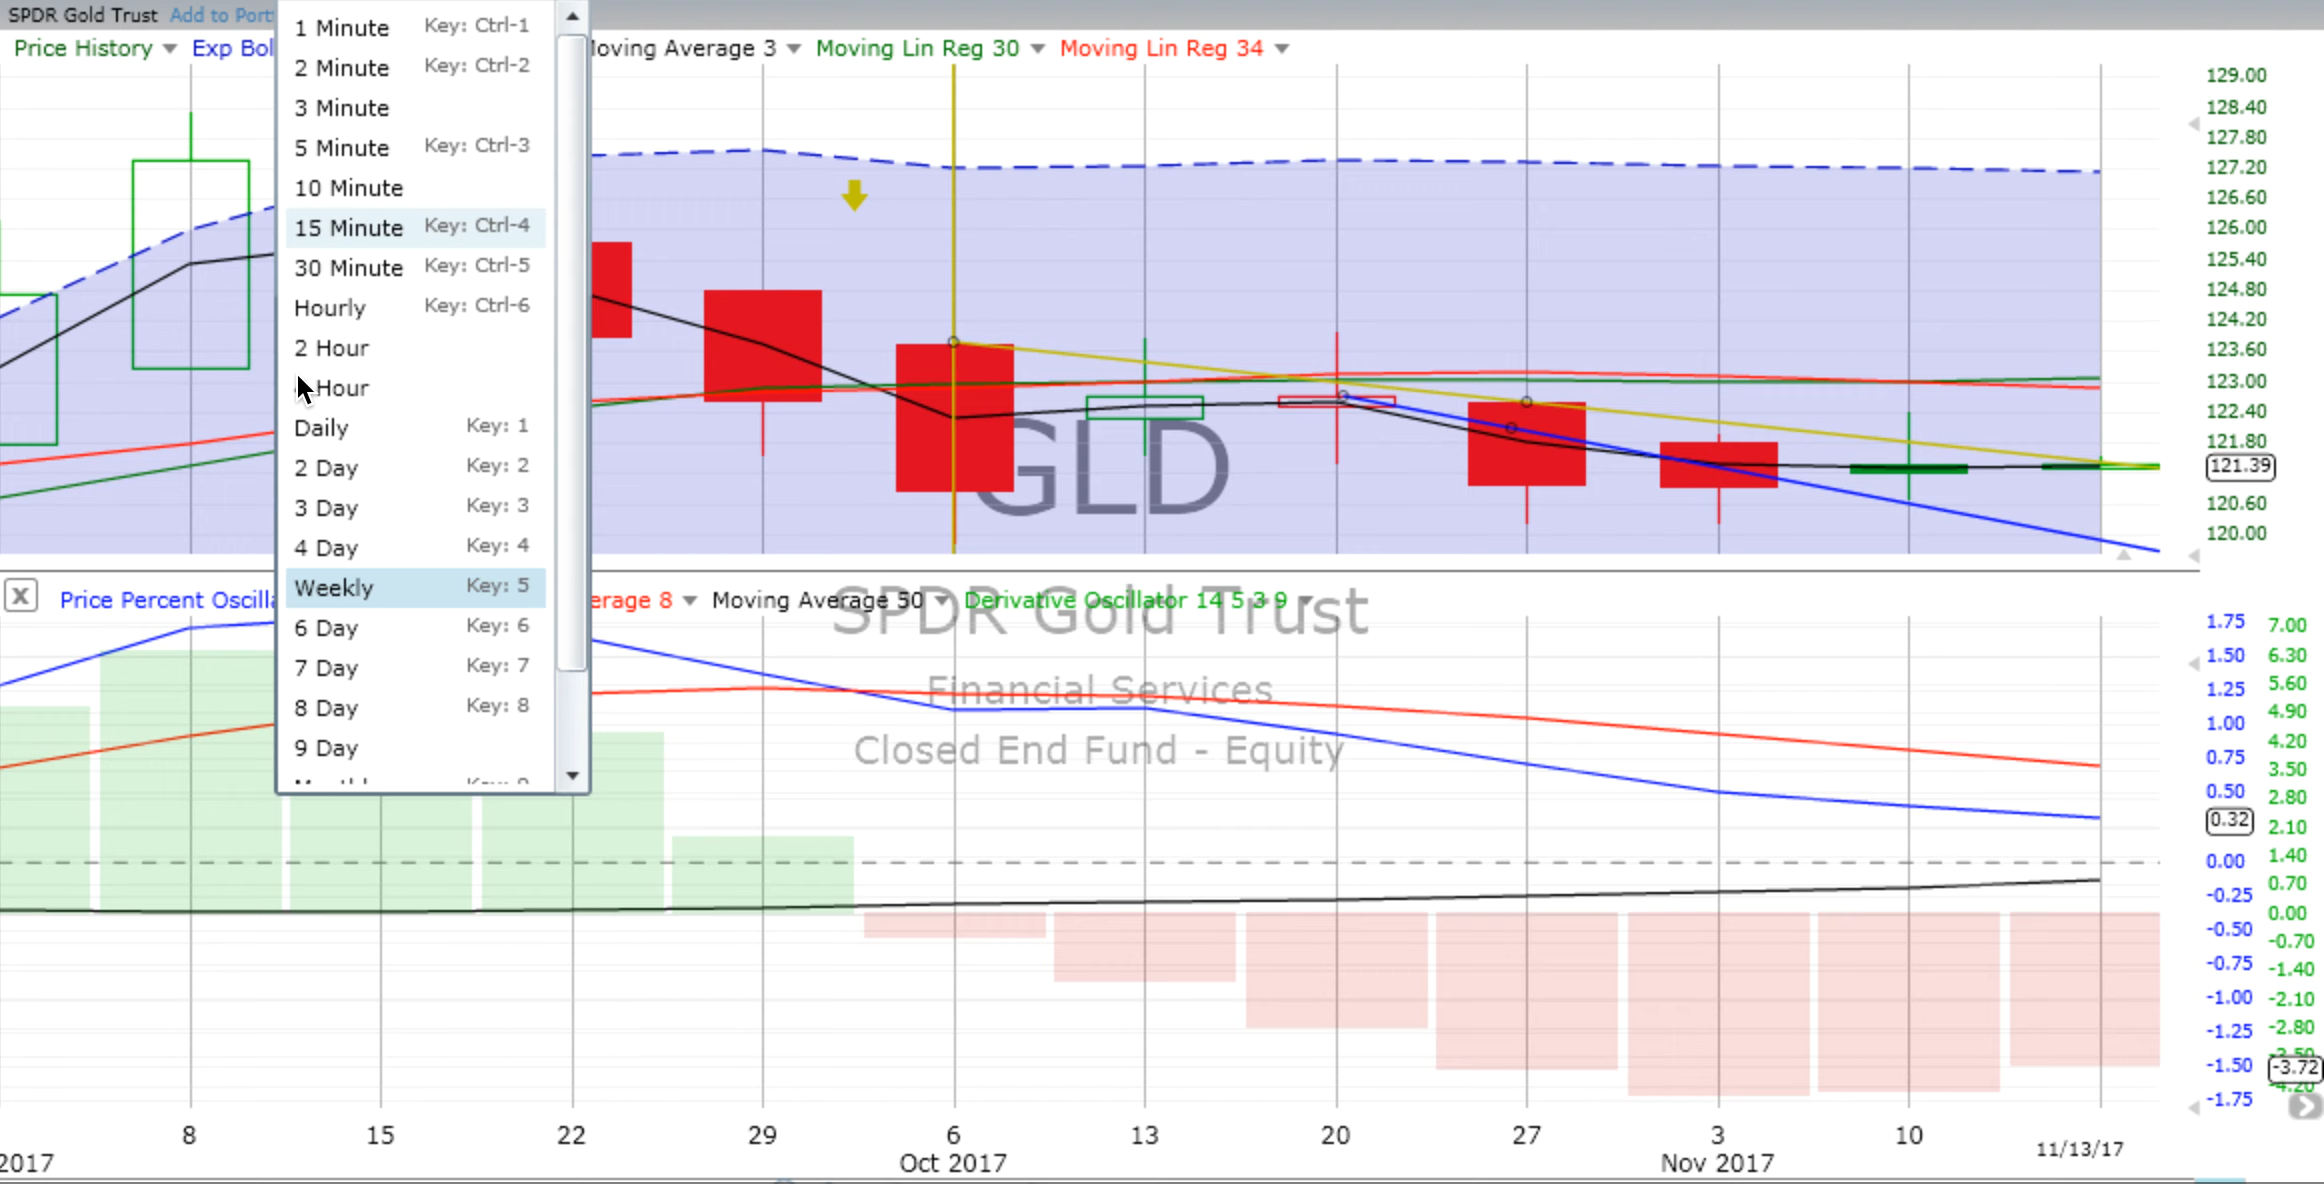 SPDR Gold Trust Add to Port
Price History Exp Bol
Moving Average 3 Moving Lin Reg 30 Moving Lin Reg 34
1 Minute Key: Ctrl-1
2 Minute Key: Ctrl-2
3 Minute
5 Minute Key: Ctrl-3
10 Minute
15 Minute Key: Ctrl-4
30 Minute Key: Ctrl-5
Hourly Key: Ctrl-6
2 Hour
Hour
Daily Key: 1
2 Day Key: 2
3 Day Key: 3
4 Day Key: 4
Weekly Key: 5
6 Day Key: 6
7 Day Key: 7
8 Day Key: 8
9 Day
129.00
128.40
127.80
127.20
126.60
126.00
125.40
124.80
124.20
123.60
123.00
122.40
121.80
121.39
120.60
120.00
GLD
SPDR Gold Trust
Financial Services
Closed End Fund - Equity
X Price Percent Oscilla
erage 8 Moving Average 50 Derivative Oscillator 14 5 3 9
1.75
1.50
1.25
1.00
0.75
0.50
0.32
0.00
-0.25
-0.50
-0.75
-1.00
-1.25
-1.50
-1.75
7.00
6.30
5.60
4.90
4.20
3.50
2.80
2.10
1.40
0.70
0.00
-0.70
-1.40
-2.10
-2.80
-3.72
8 15 22 29 6 13 20 27 3 10 11/13/17
2017 Oct 2017 Nov 2017